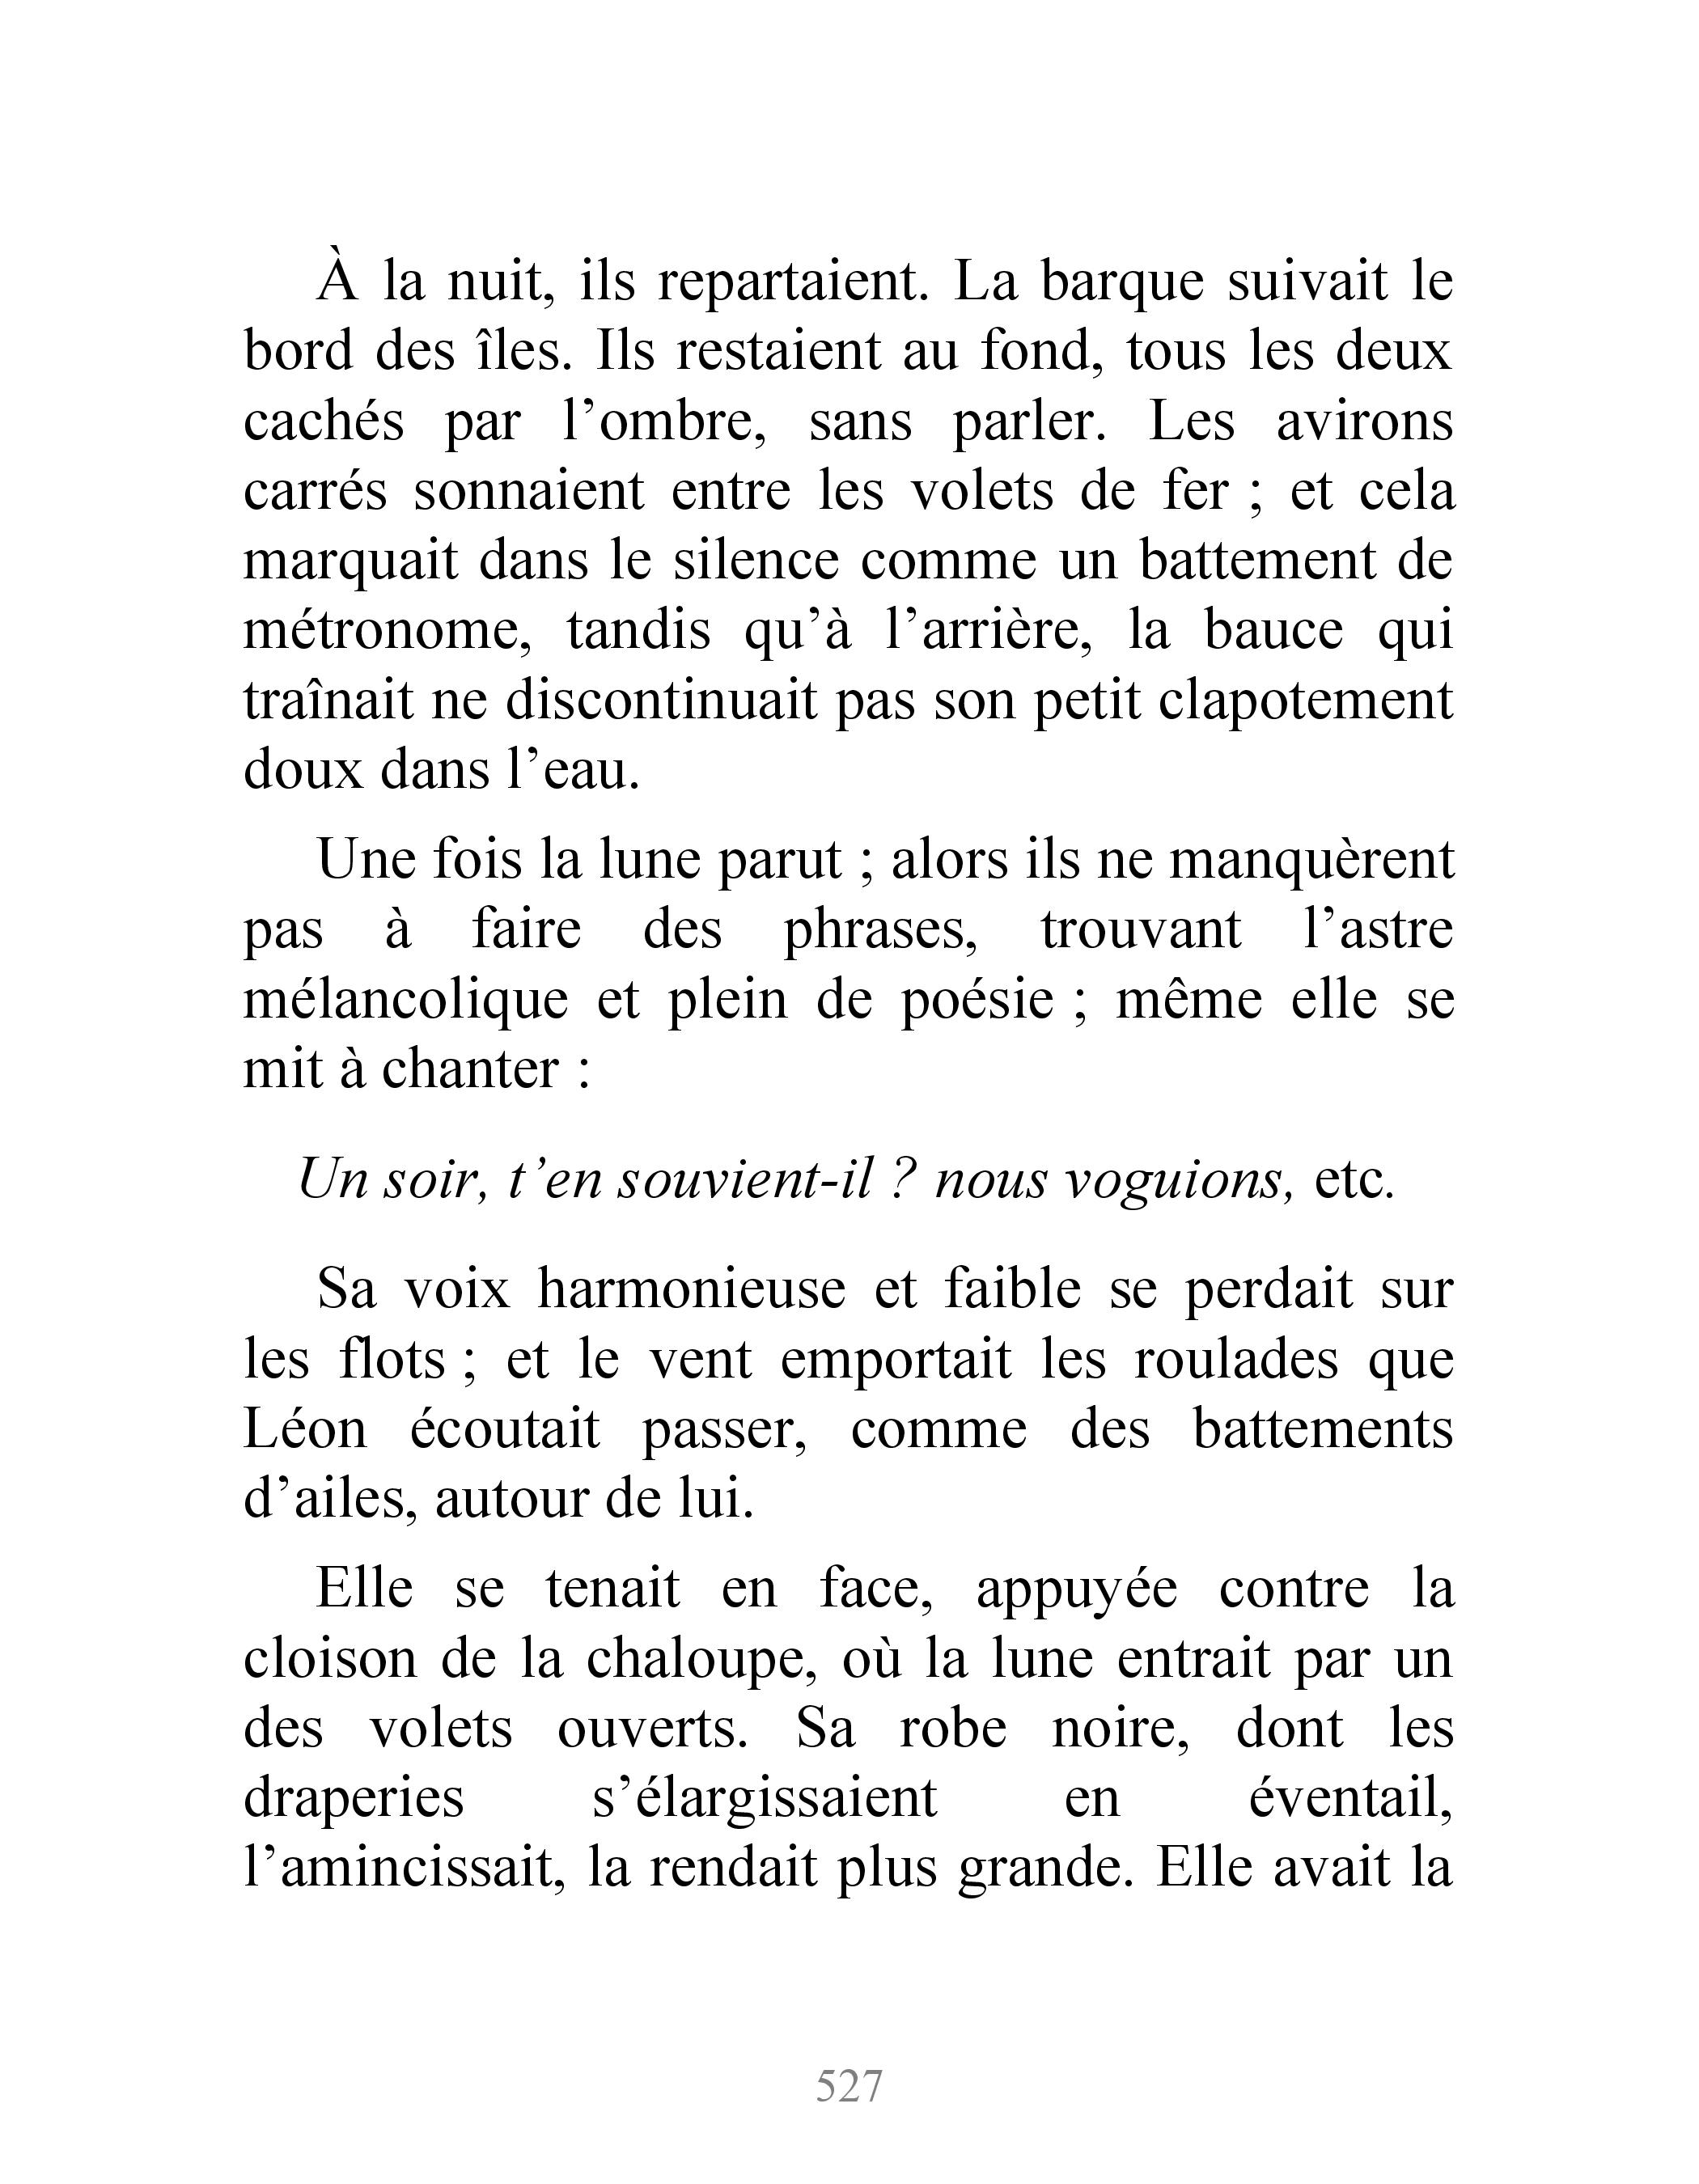 À la nuit, ils repartaient. La barque suivait le
bord des îles. Ils restaient au fond, tous les deux
cachés par l’ombre, sans parler. Les avirons
carrés sonnaient entre les volets de fer ; et cela
marquait dans le silence comme un battement de
métronome, tandis qu’à l’arrière, la bauce qui
traînait ne discontinuait pas son petit clapotement
doux dans l’eau.
Une fois la lune parut ; alors ils ne manquèrent
pas à faire des phrases, trouvant l’astre
mélancolique et plein de poésie ; même elle se
mit à chanter :
Un soir, t’en souvient-il ? nous voguions, etc.
Sa voix harmonieuse et faible se perdait sur
les flots ; et le vent emportait les roulades que
Léon écoutait passer, comme des battements
d’ailes, autour de lui.
Elle se tenait en face, appuyée contre la
cloison de la chaloupe, où la lune entrait par un
des volets ouverts. Sa robe noire, dont les
draperies s’élargissaient en éventail,
l’amincissait, la rendait plus grande. Elle avait la
527